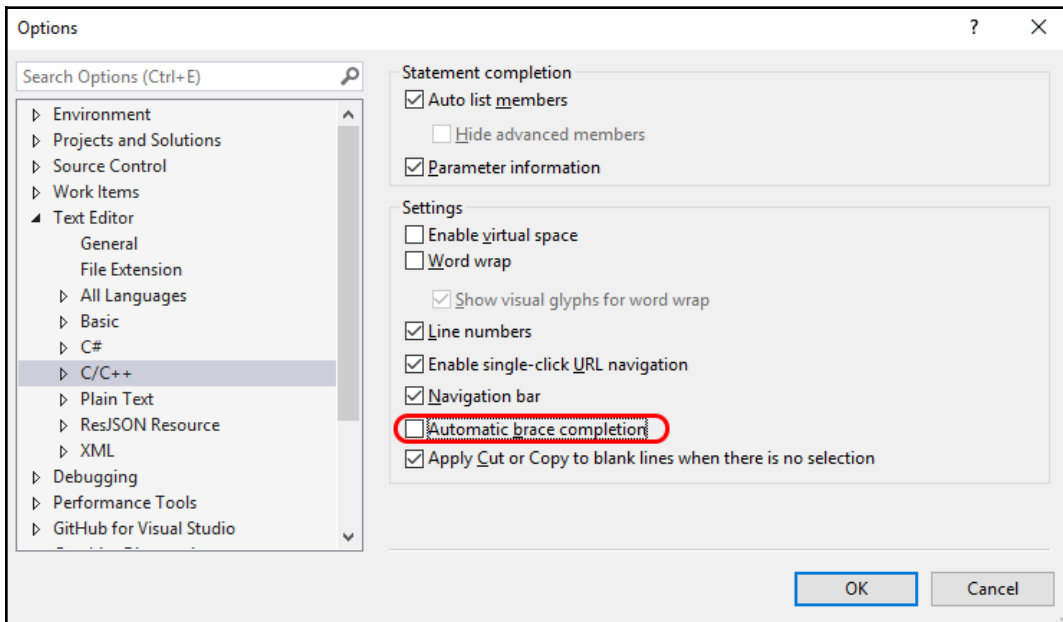 Options
Search Options (Ctrl+E)
Environment
Projects and Solutions
Source Control
Work Items
Text Editor
General
File Extension
All Languages
Basic
C#
C/C++
Plain Text
ResJSON Resource
XML
Debugging
Performance Tools
GitHub for Visual Studio
Statement completion
Auto list members
Hide advanced members
Parameter information
Settings
Enable virtual space
Word wrap
Show visual glyphs for word wrap
Line numbers
Enable single-click URL navigation
Navigation bar
Automatic brace completion
Apply Cut or Copy to blank lines when there is no selection
OK
Cancel